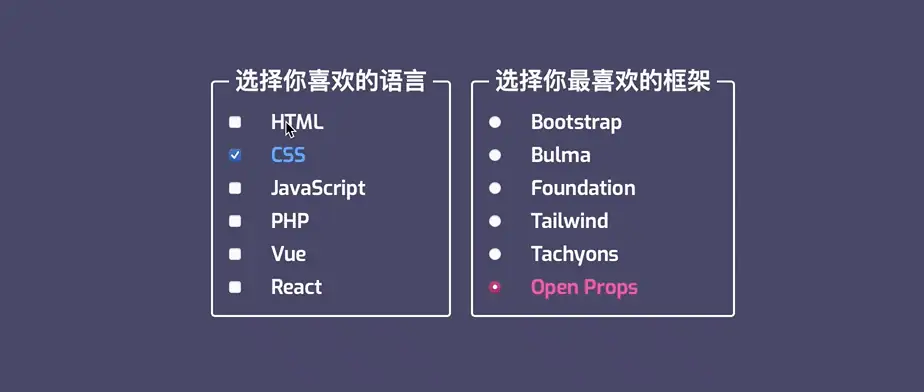 选择你喜欢的语言
HTML
CSS
JavaScript
PHP
Vue
React
选择你最喜欢的框架
Bootstrap
Bulma
Foundation
Tailwind
Tachyons
Open Props